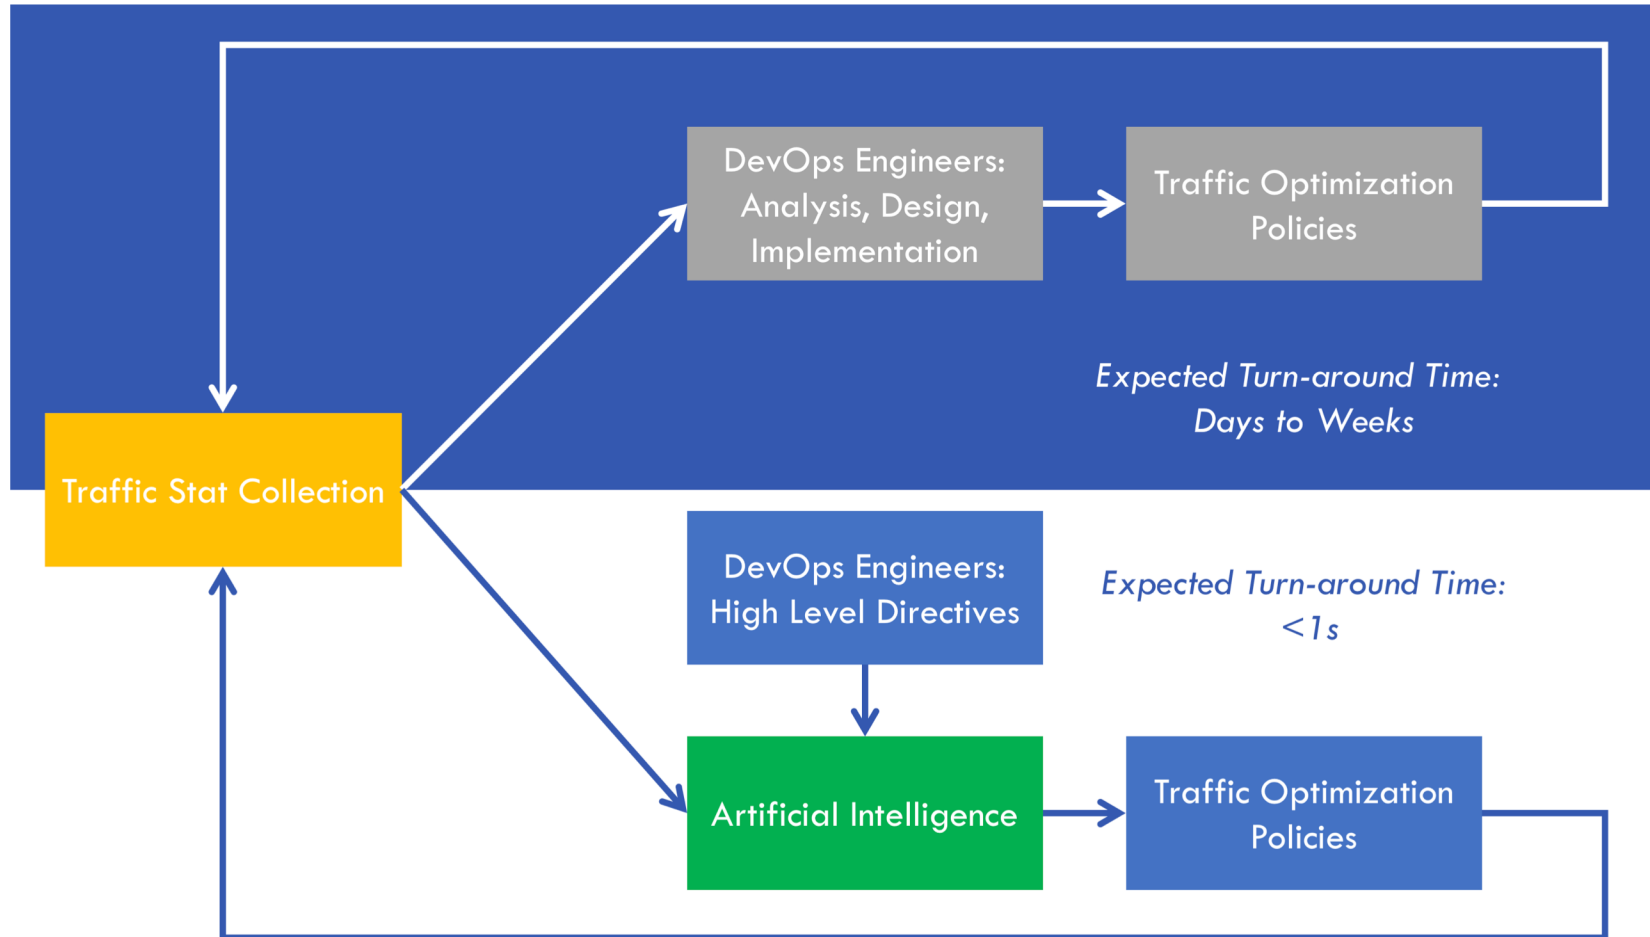 DevOps Engineers:
Analysis, Design,
Implementation
Traffic Optimization
Policies
Expected Turn-around Time:
Days to Weeks
Traffic Stat Collection
DevOps Engineers:
High Level Directives
Expected Turn-around Time:
<1s
Artificial Intelligence
Traffic Optimization
Policies